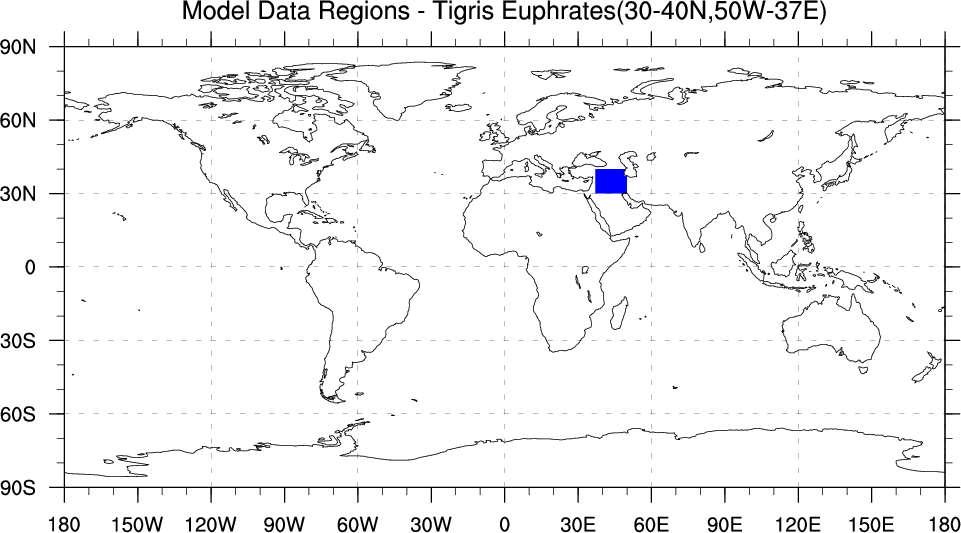 Model Data Regions - Tigris Euphrates(30-40N,50W-37E)
90N
60N
30N
0
30S
60S
90S
180 150W 120W 90W 60W 30W 0 30E 60E 90E 120E 150E 180